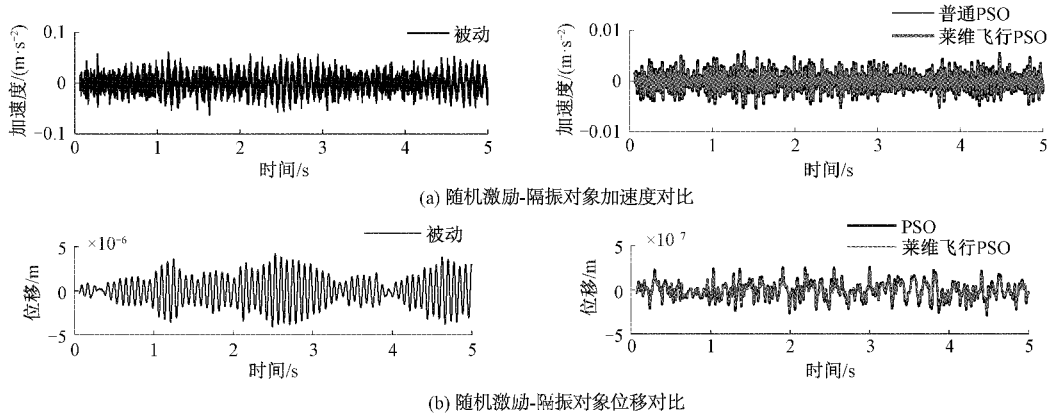 被动
0.1
0
−0.1
加速度/(m·s⁻²)
0 1 2 3 4 5
时间/s
普通PSO
莱维飞行PSO
0.01
0
−0.01
加速度/(m·s⁻²)
0 1 2 3 4 5
时间/s
(a) 随机激励-隔振对象加速度对比
×10⁻⁶
被动
5
0
−5
位移/m
0 1 2 3 4 5
时间/s
PSO
莱维飞行PSO
×10⁻⁷
5
0
−5
位移/m
0 1 2 3 4 5
时间/s
(b) 随机激励-隔振对象位移对比